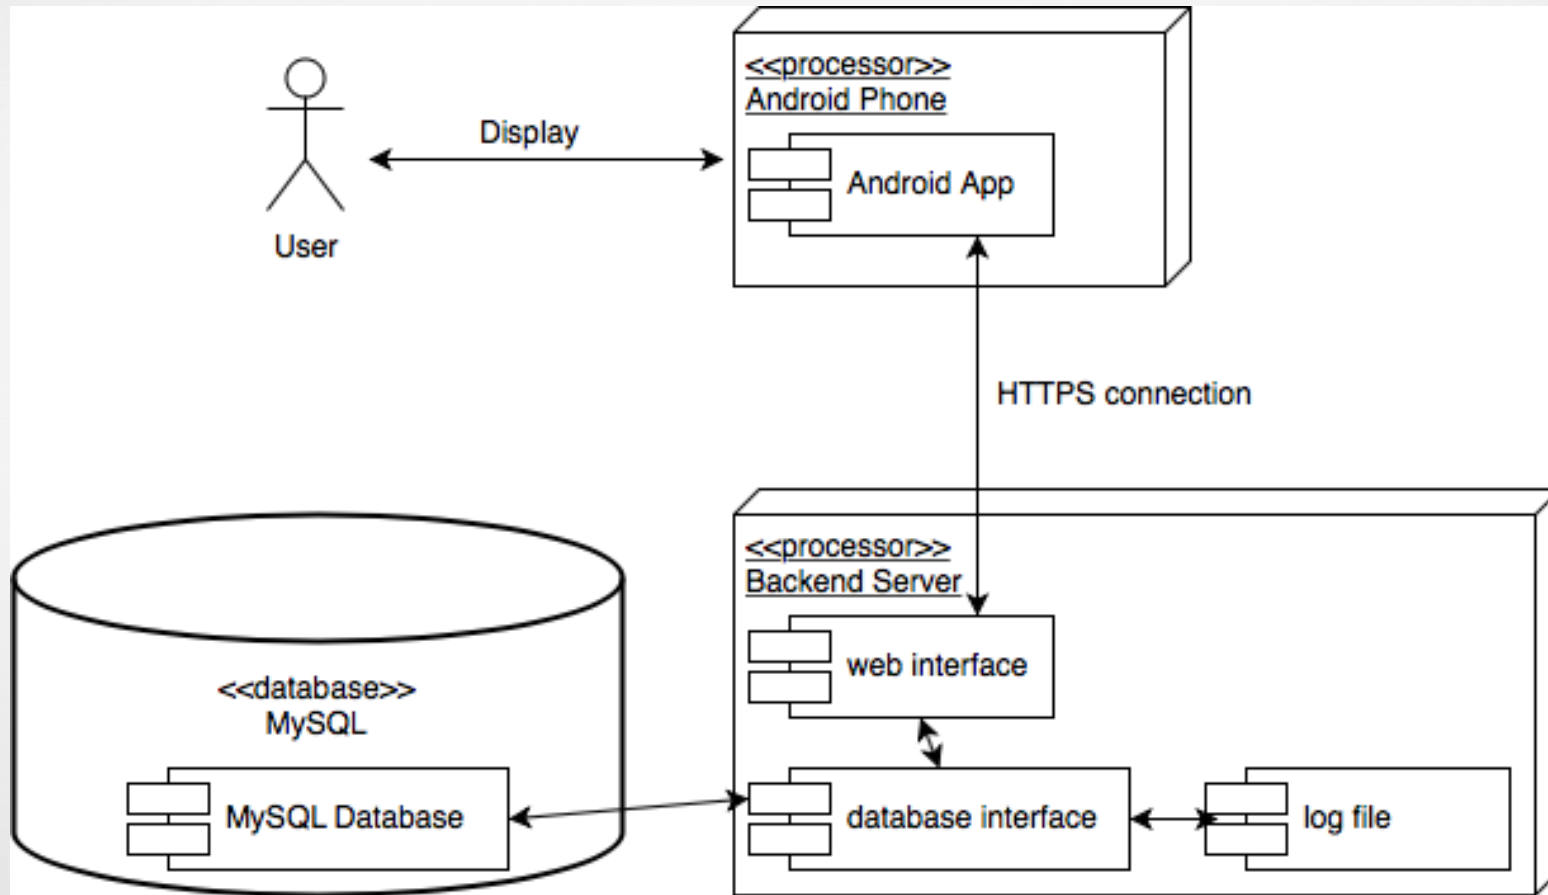 <<processor>>
Android Phone
Display
Android App
User
HTTPS connection
<<processor>>
Backend Server
web interface
<<database>>
MySQL
MySQL Database
database interface
log file